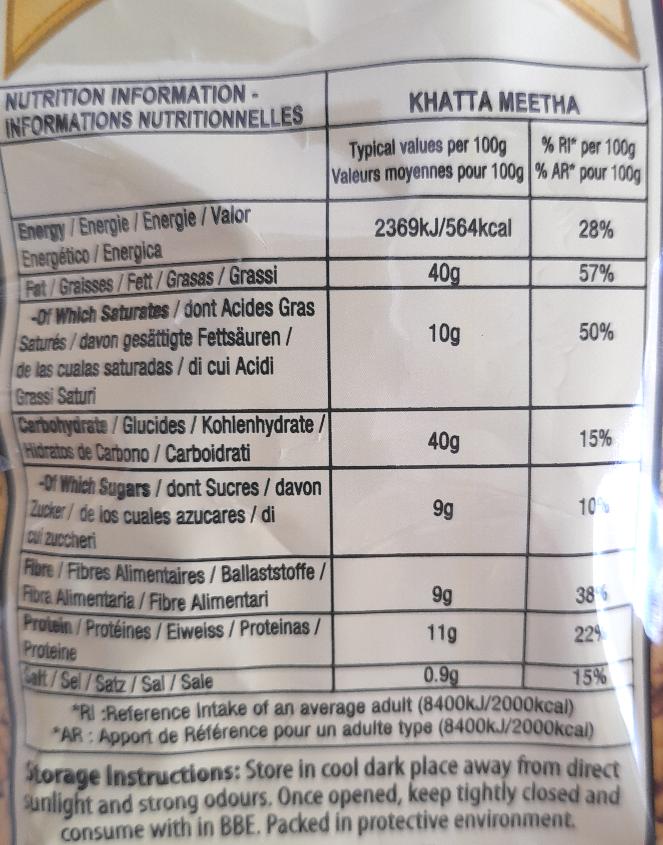 NUTRITION INFORMATION -
INFORMATIONS NUTRITIONNELLES
KHATTA MEETHA
Typical values per 100g
Valeurs moyennes pour 100g
% RI* per 100g
% AR* pour 100g
Energy / Energie / Energie / Valor
Energético / Energica
2369kJ/564kcal
28%
Fat / Graisses / Fett / Grasas / Grassi
40g
57%
-Of Which Saturates / dont Acides Gras
Saturés / davon gesättigte Fettsäuren /
de las cualas saturadas / di cui Acidi
Grassi Saturi
10g
50%
Carbohydrate / Glucides / Kohlenhydrate /
Hidratos de Carbono / Carboidrati
40g
15%
-Of Which Sugars / dont Sucres / davon
Zucker / de los cuales azucares / di
cui zuccheri
9g
10%
Fibre / Fibres Alimentaires / Ballaststoffe /
Fibra Alimentaria / Fibre Alimentari
9g
38%
Protein / Protéines / Eiweiss / Proteinas /
Proteine
11g
22%
Salt / Sel / Satz / Sal / Sale
0.9g
15%
*RI :Reference Intake of an average adult (8400kJ/2000kcal)
*AR : Apport de Référence pour un adulte type (8400kJ/2000kcal)
Storage Instructions: Store in cool dark place away from direct
sunlight and strong odours. Once opened, keep tightly closed and
consume with in BBE. Packed in protective environment.